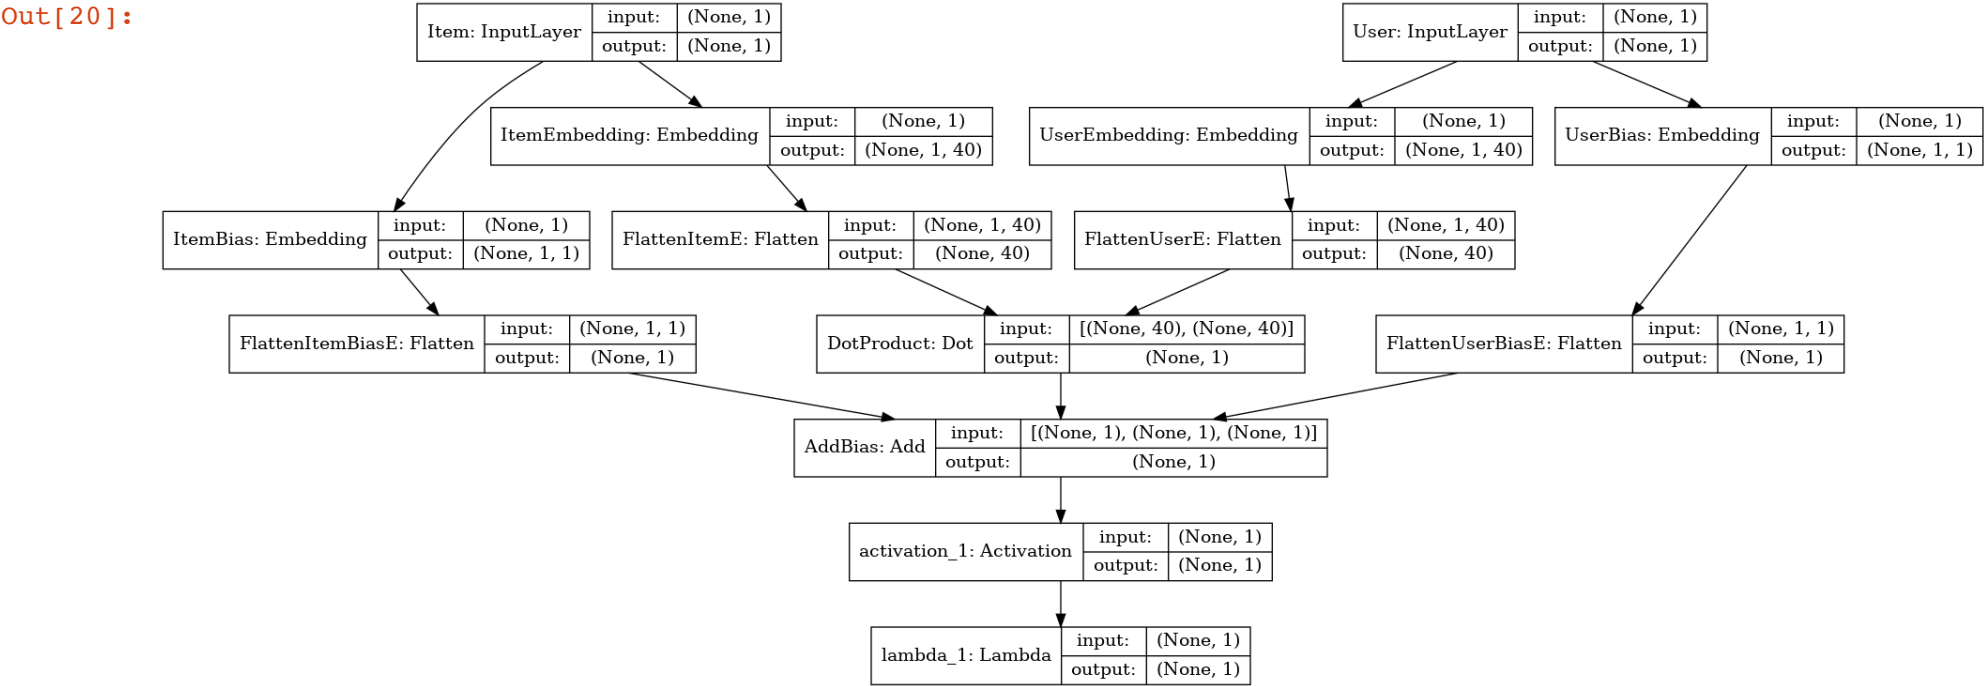 Out[20]:
Item: InputLayer
input: (None, 1)
output: (None, 1)
User: InputLayer
input: (None, 1)
output: (None, 1)
ItemEmbedding: Embedding
input: (None, 1)
output: (None, 1, 40)
UserEmbedding: Embedding
input: (None, 1)
output: (None, 1, 40)
UserBias: Embedding
input: (None, 1)
output: (None, 1, 1)
ItemBias: Embedding
input: (None, 1)
output: (None, 1, 1)
FlattenItemE: Flatten
input: (None, 1, 40)
output: (None, 40)
FlattenUserE: Flatten
input: (None, 1, 40)
output: (None, 40)
FlattenItemBiasE: Flatten
input: (None, 1, 1)
output: (None, 1)
DotProduct: Dot
input: [(None, 40), (None, 40)]
output: (None, 1)
FlattenUserBiasE: Flatten
input: (None, 1, 1)
output: (None, 1)
AddBias: Add
input: [(None, 1), (None, 1), (None, 1)]
output: (None, 1)
activation_1: Activation
input: (None, 1)
output: (None, 1)
lambda_1: Lambda
input: (None, 1)
output: (None, 1)